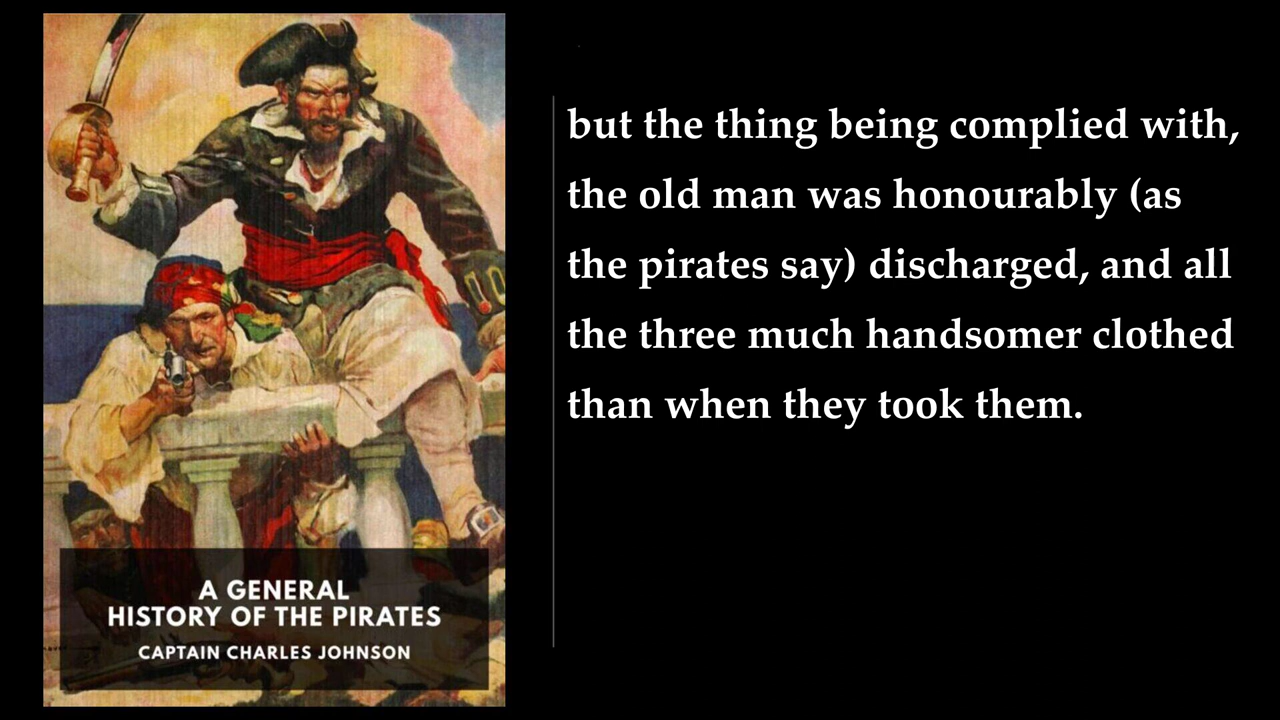 but the thing being complied with,
the old man was honourably (as
the pirates say) discharged, and all
the three much handsomer clothed
than when they took them.
A GENERAL
HISTORY OF THE PIRATES
CAPTAIN CHARLES JOHNSON